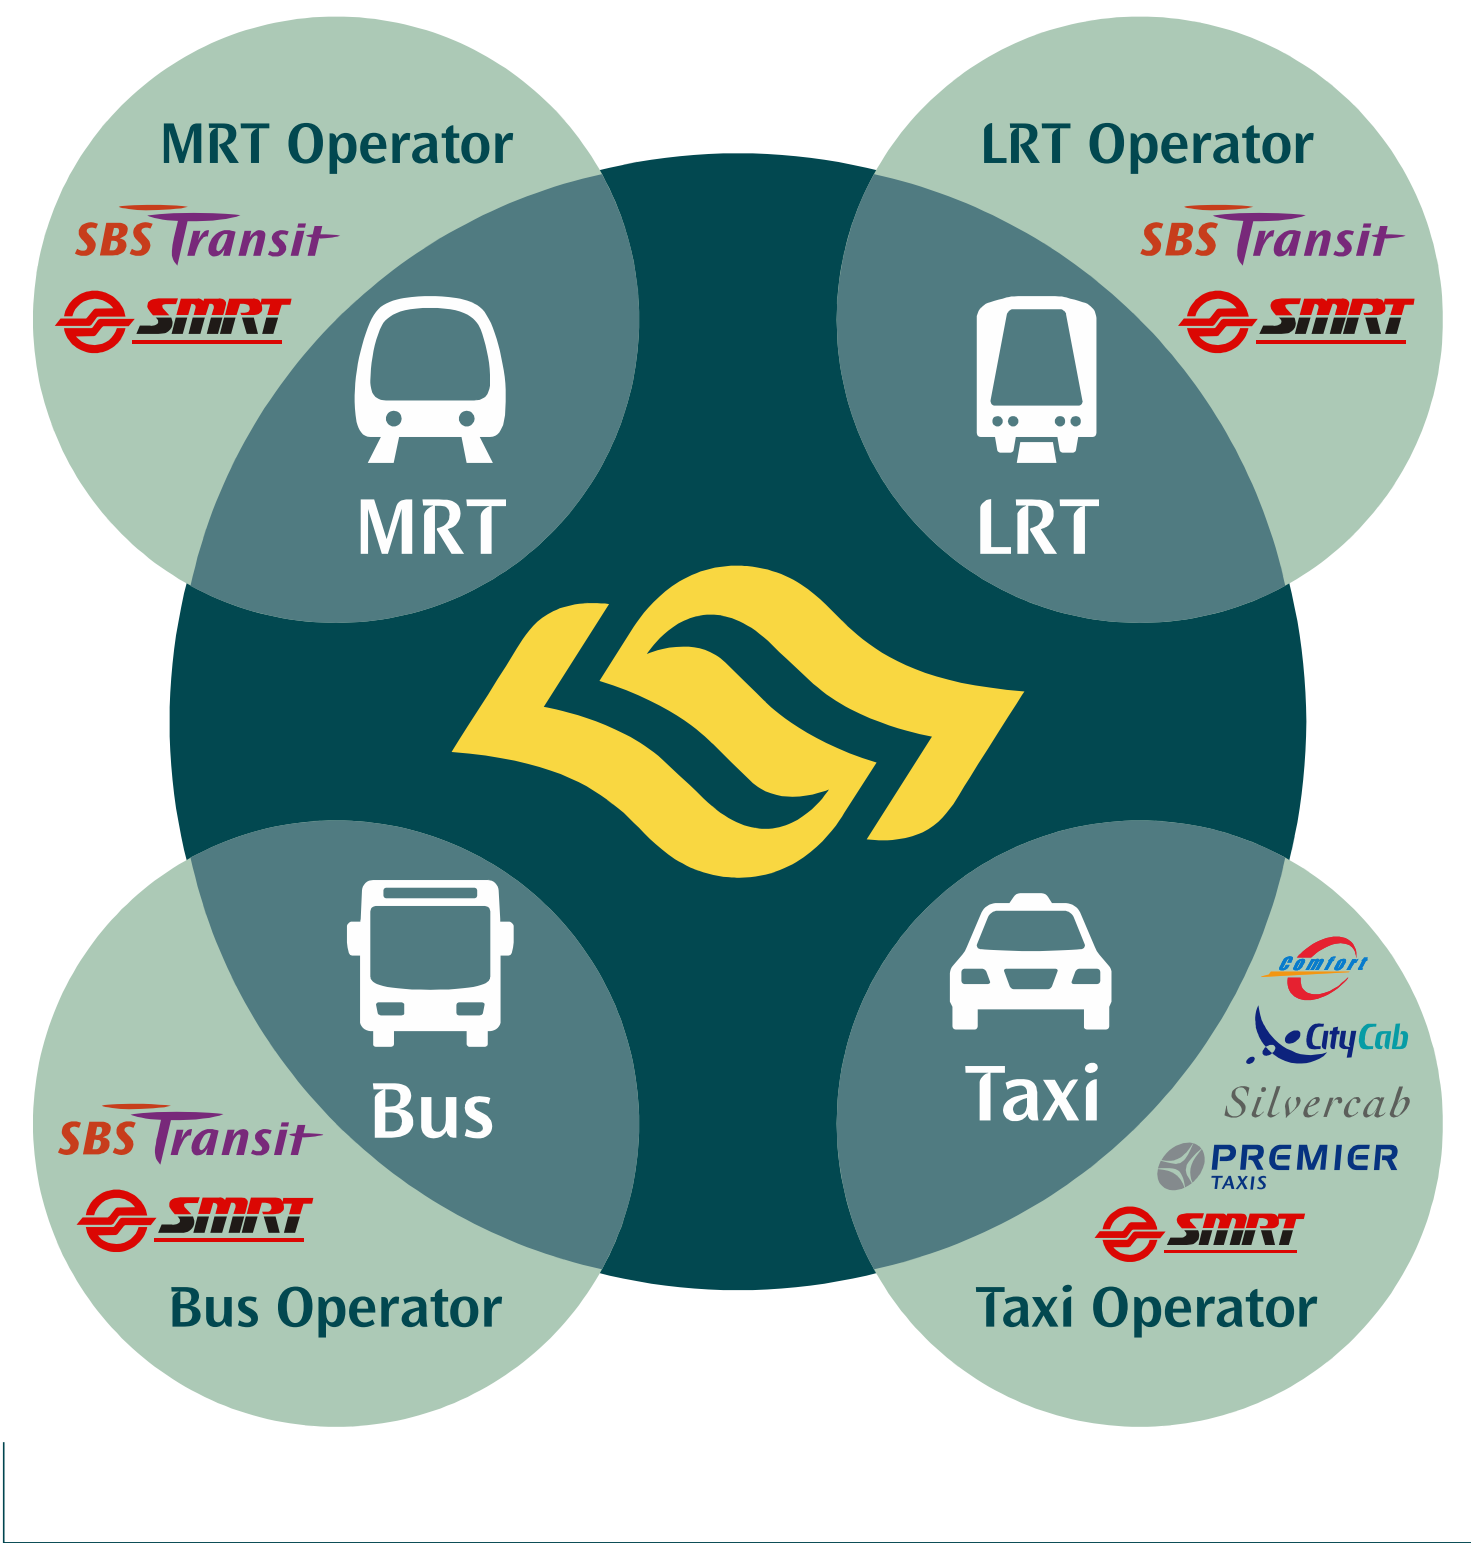 MRT Operator
SBS Transit
SMRT
MRT
LRT Operator
SBS Transit
SMRT
LRT
Bus
SBS Transit
SMRT
Bus Operator
Taxi
Comfort
CityCab
Silvercab
PREMIER
TAXIS
SMRT
Taxi Operator